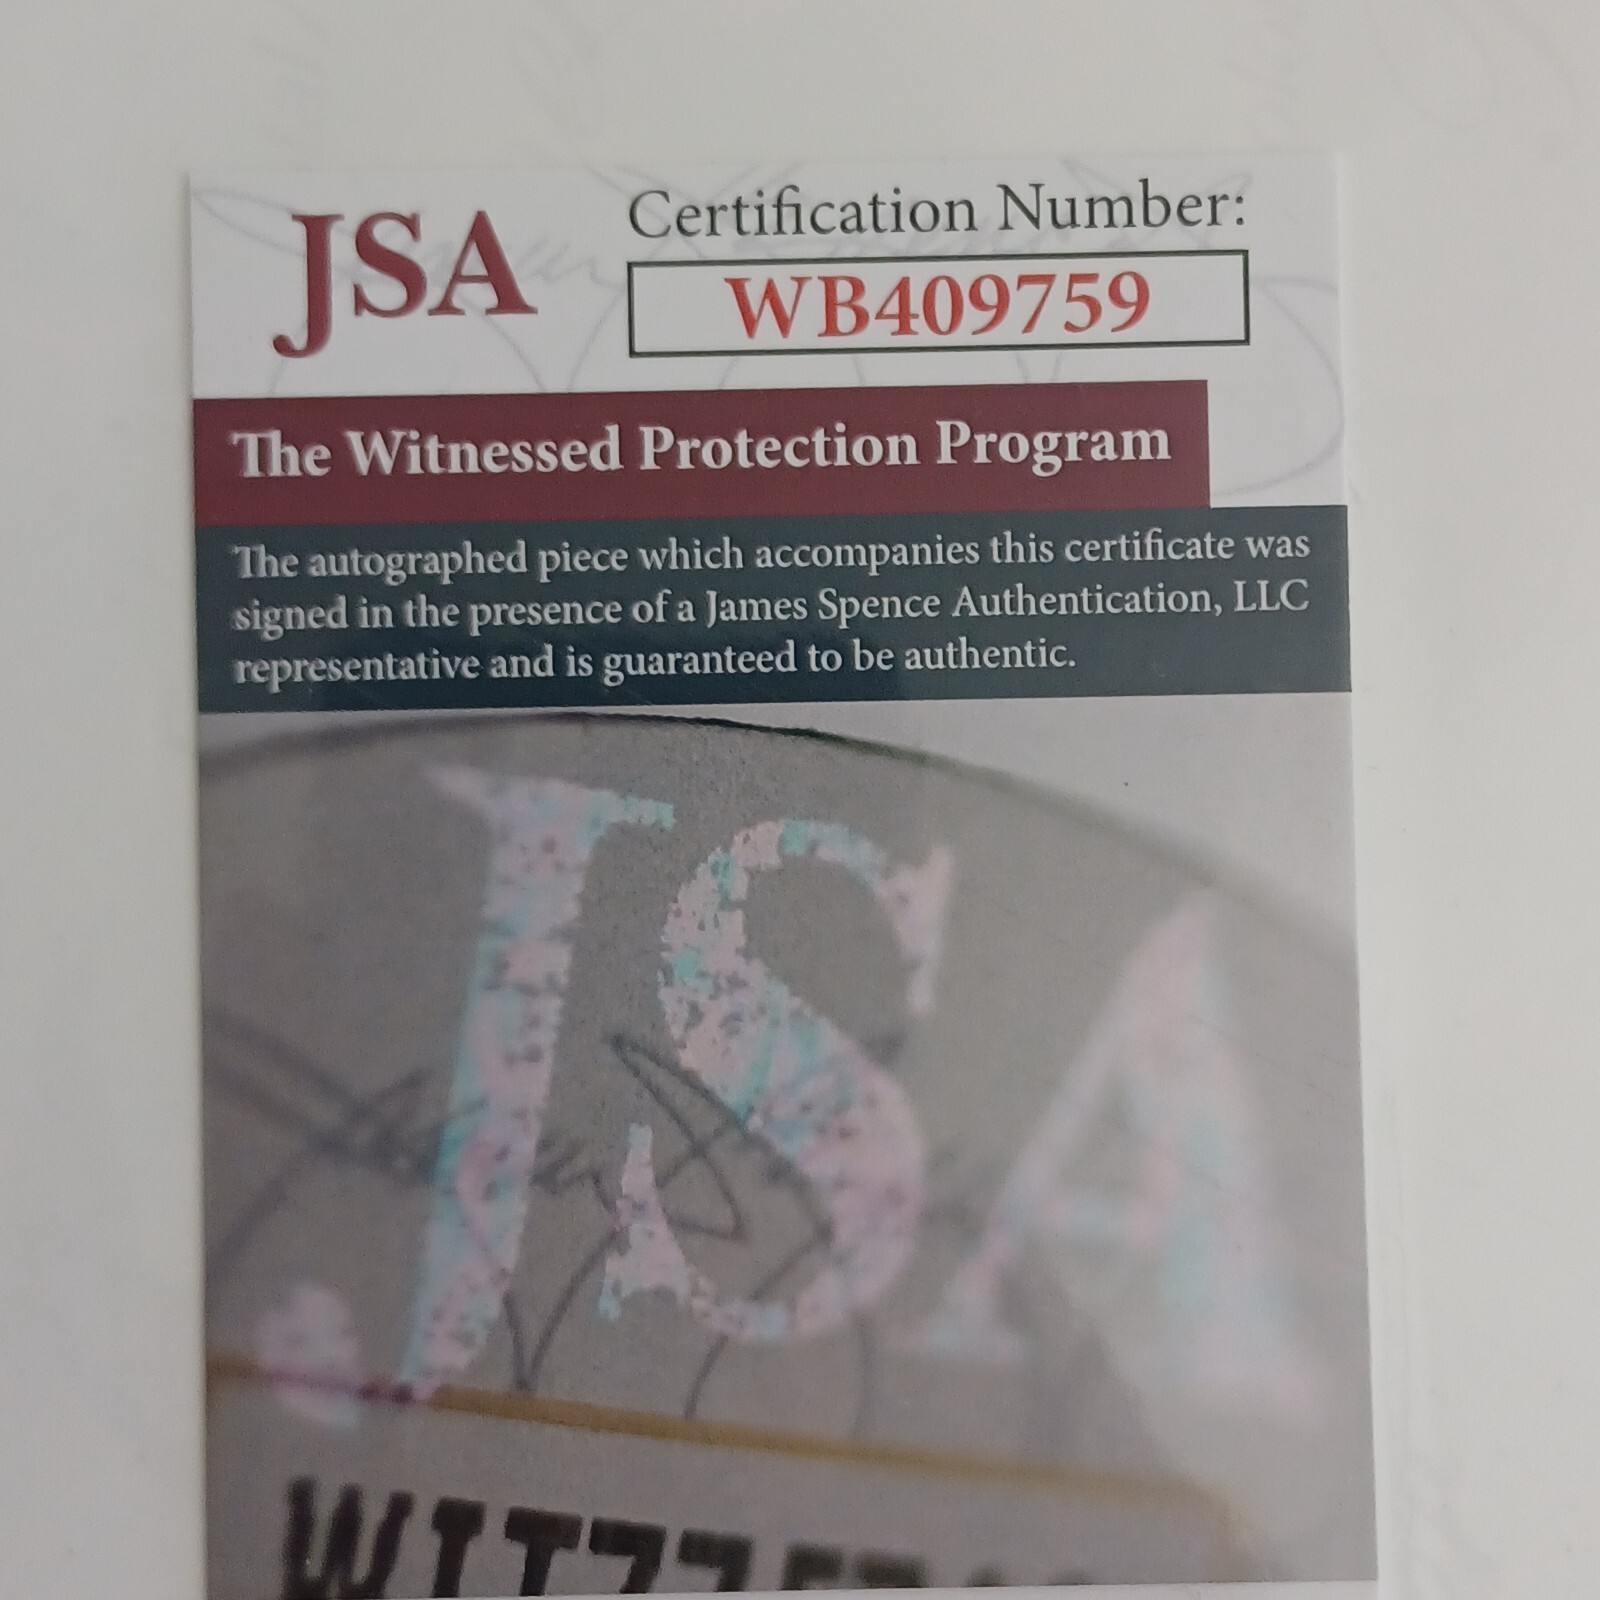 JSA
Certification Number:
WB409759
The Witnessed Protection Program
The autographed piece which accompanies this certificate was
signed in the presence of a James Spence Authentication, LLC
representative and is guaranteed to be authentic.
JSA